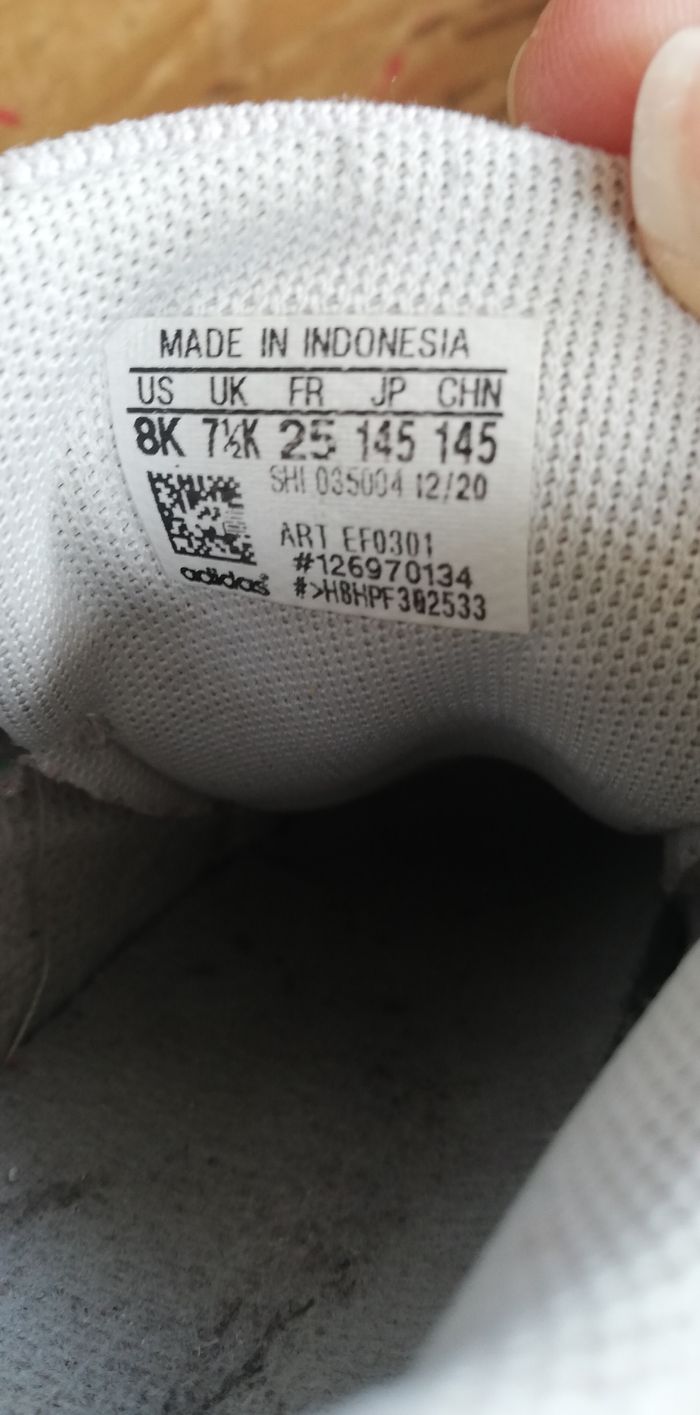 MADE IN INDONESIA
US UK FR JP CHN
8K 7½K 25 145 145
SHI 035004 12/20
ART EF0301
#126970134
adidas
#>H8HPF302533